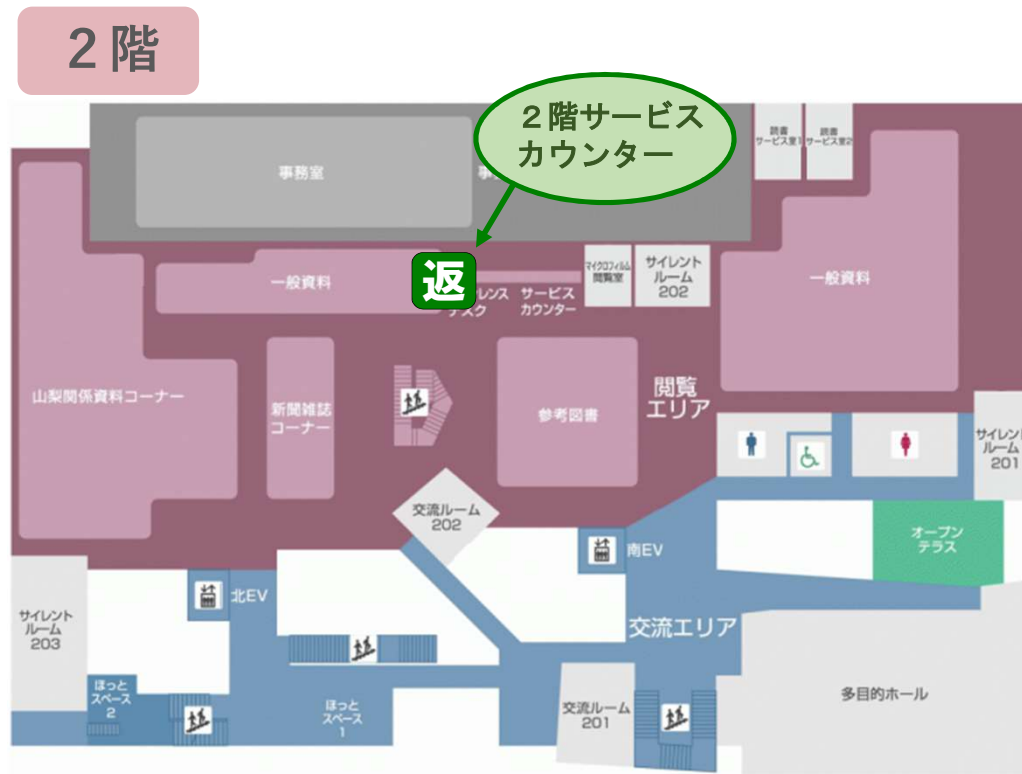 ２階
２階サービス
カウンター
事務室
読書
サービス室1
読書
サービス室2
一般資料
返
レンス
デスク
サービス
カウンター
マイクロフィルム
閲覧室
サイレント
ルーム
202
一般資料
山梨関係資料コーナー
新聞雑誌
コーナー
参考図書
閲覧
エリア
サイレント
ルーム
201
交流ルーム
202
オープン
テラス
南EV
北EV
サイレント
ルーム
203
交流エリア
ほっと
スペース
2
ほっと
スペース
1
交流ルーム
201
多目的ホール